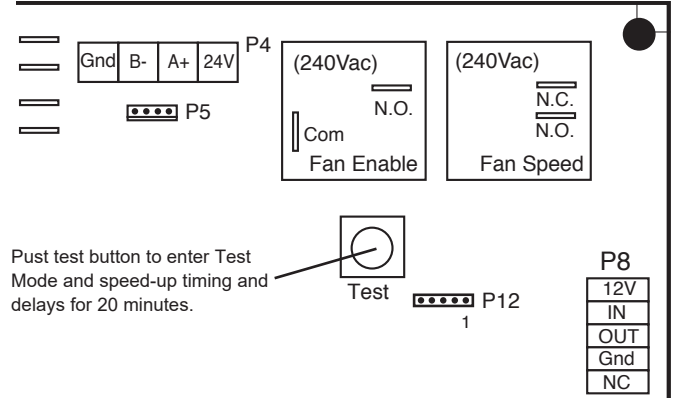 Gnd B- A+ 24V P4
P5
(240Vac)
N.O.
Com
Fan Enable
(240Vac)
N.C.
N.O.
Fan Speed
Pust test button to enter Test
Mode and speed-up timing and
delays for 20 minutes.
Test
P12
1
P8
12V
IN
OUT
Gnd
NC